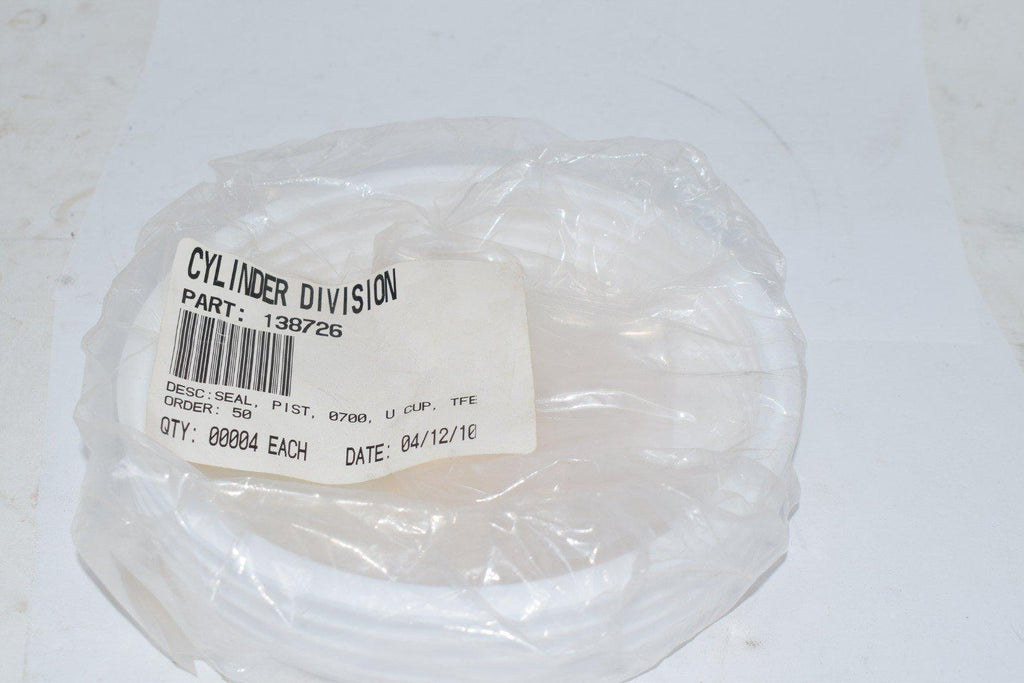 CYLINDER DIVISION
PART: 138726
DESC:SEAL, PIST, 0700, U CUP, TFE
ORDER: 50
QTY: 00004 EACH DATE: 04/12/10